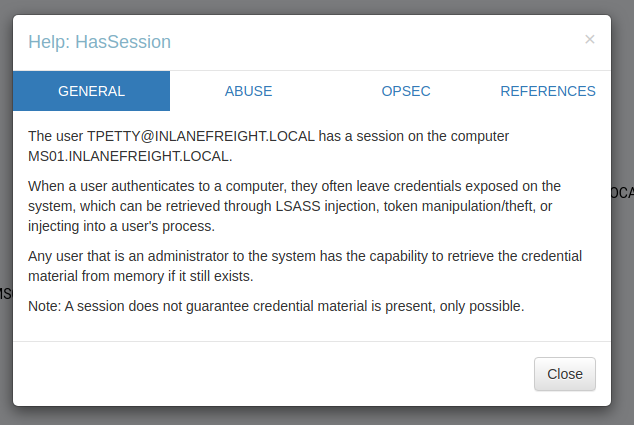 Help: HasSession
×
GENERAL
ABUSE
OPSEC
REFERENCES
The user TPETTY@INLANEFREIGHT.LOCAL has a session on the computer
MS01.INLANEFREIGHT.LOCAL.
When a user authenticates to a computer, they often leave credentials exposed on the
system, which can be retrieved through LSASS injection, token manipulation/theft, or
injecting into a user's process.
Any user that is an administrator to the system has the capability to retrieve the credential
material from memory if it still exists.
Note: A session does not guarantee credential material is present, only possible.
Close